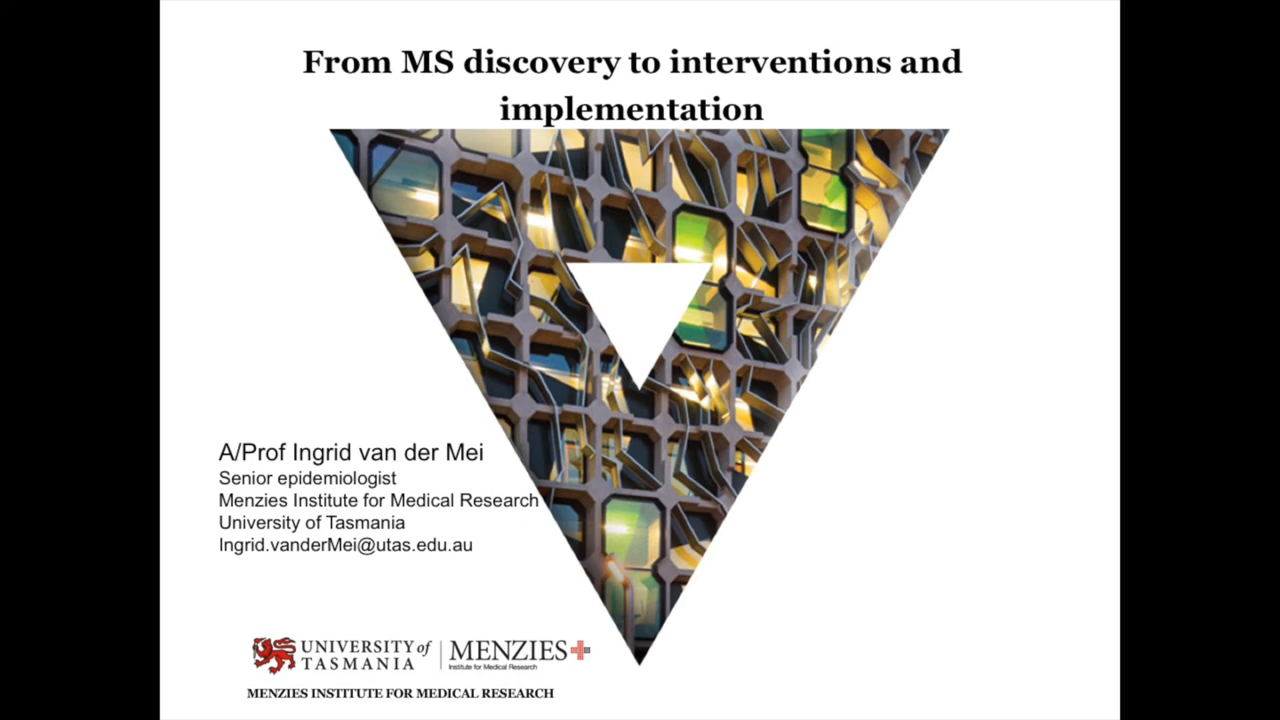 From MS discovery to interventions and
implementation
A/Prof Ingrid van der Mei
Senior epidemiologist
Menzies Institute for Medical Research
University of Tasmania
Ingrid.vanderMei@utas.edu.au
UNIVERSITY of
TASMANIA
MENZIES
Institute for Medical Research
MENZIES INSTITUTE FOR MEDICAL RESEARCH